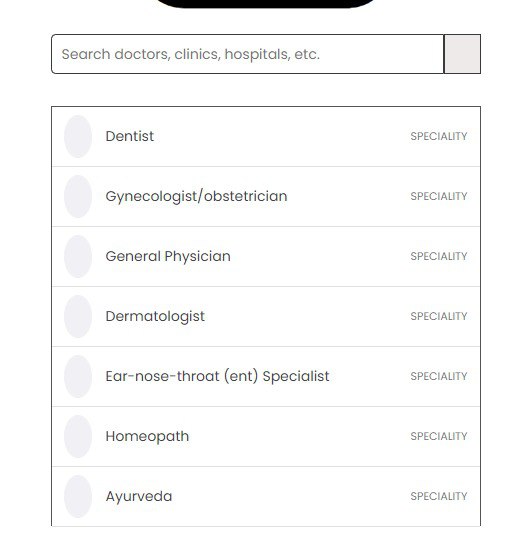 Search doctors, clinics, hospitals, etc.
Dentist SPECIALITY
Gynecologist/obstetrician SPECIALITY
General Physician SPECIALITY
Dermatologist SPECIALITY
Ear-nose-throat (ent) Specialist SPECIALITY
Homeopath SPECIALITY
Ayurveda SPECIALITY